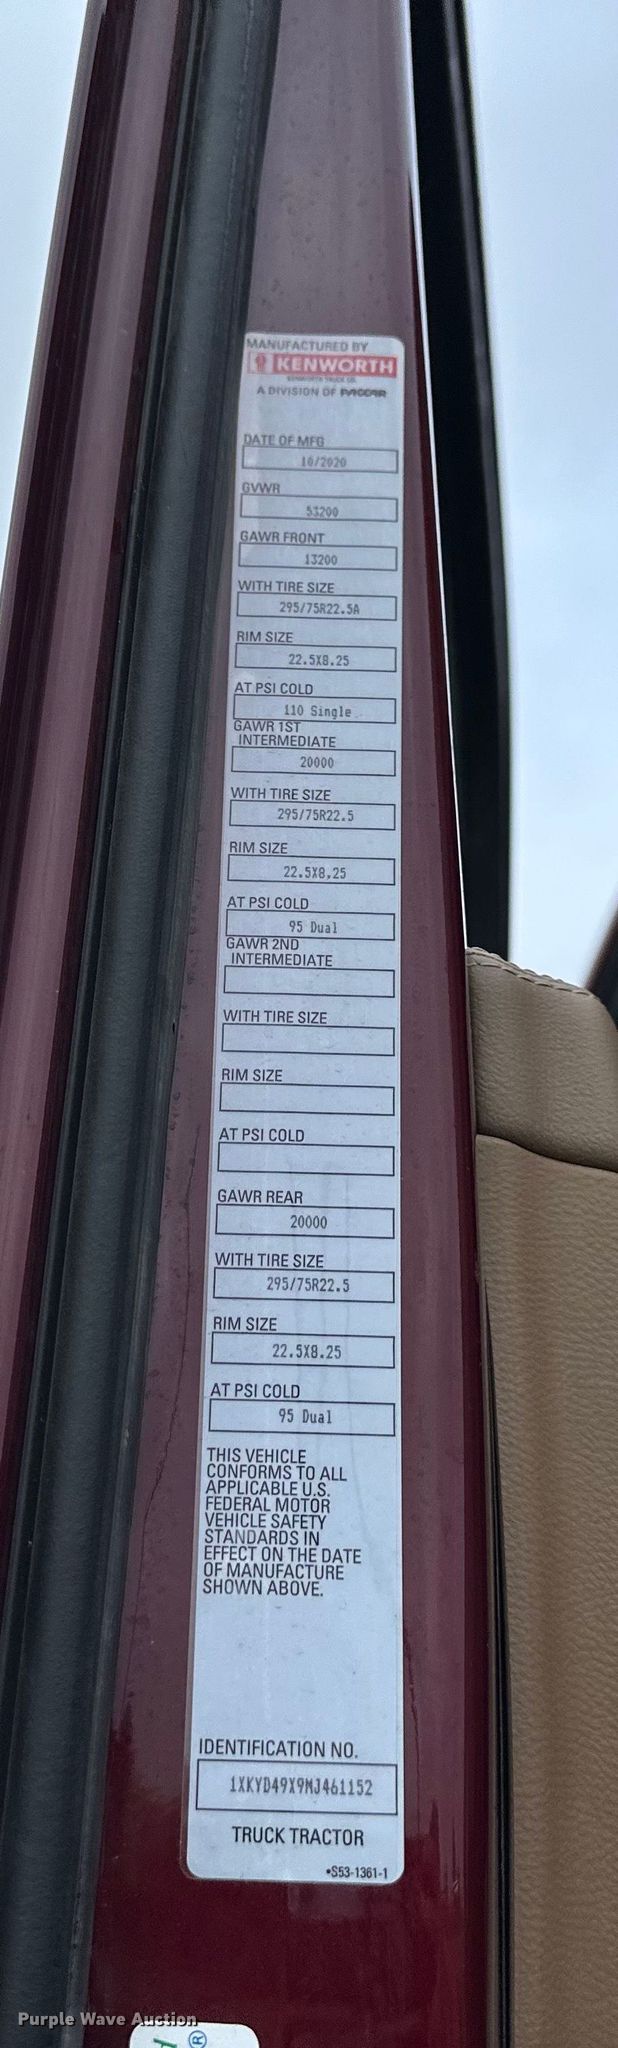 MANUFACTURED BY
KENWORTH
KENWORTH TRUCK CO.
A DIVISION OF PACCAR
DATE OF MFG
10/2020
GVWR
53200
GAWR FRONT
13200
WITH TIRE SIZE
295/75R22.5A
RIM SIZE
22.5X8.25
AT PSI COLD
110 Single
GAWR 1ST
INTERMEDIATE
20000
WITH TIRE SIZE
295/75R22.5
RIM SIZE
22.5X8.25
AT PSI COLD
95 Dual
GAWR 2ND
INTERMEDIATE
WITH TIRE SIZE
RIM SIZE
AT PSI COLD
GAWR REAR
20000
WITH TIRE SIZE
295/75R22.5
RIM SIZE
22.5X8.25
AT PSI COLD
95 Dual
THIS VEHICLE
CONFORMS TO ALL
APPLICABLE U.S.
FEDERAL MOTOR
VEHICLE SAFETY
STANDARDS IN
EFFECT ON THE DATE
OF MANUFACTURE
SHOWN ABOVE.
IDENTIFICATION NO.
1XKYD49X9MJ461152
TRUCK TRACTOR
•S53-1361-1
Purple Wave Auction
®